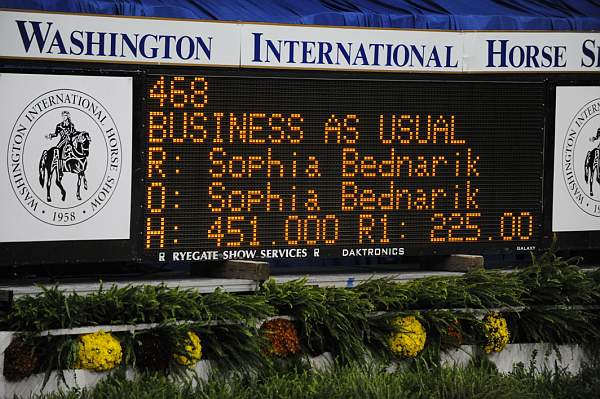 WASHINGTON INTERNATIONAL HORSE S
468
BUSINESS AS USUAL
R: Sophia Bednarik
O: Sophia Bednarik
H: 451.000 R1: 225.00
WASHINGTON INTERNATIONAL HORSE SHOW
1958
R RYEGATE SHOW SERVICES R DAKTRONICS GALAXY